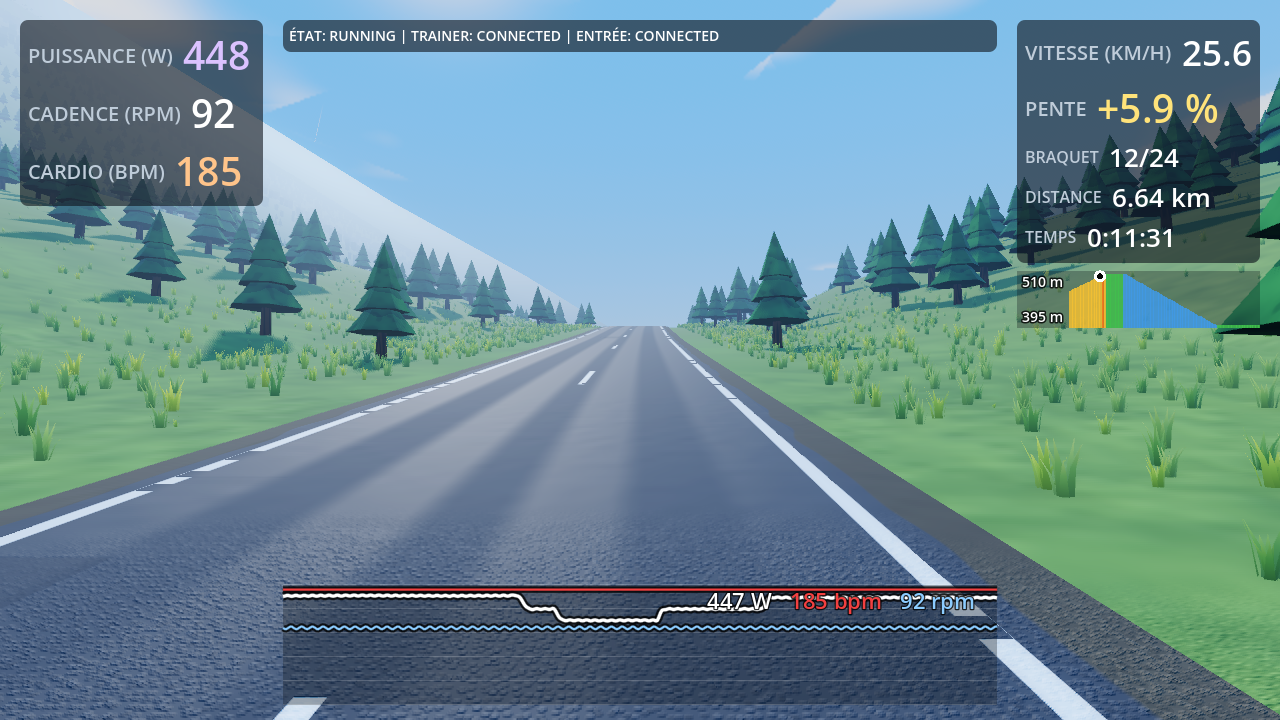 PUISSANCE (W) 448
CADENCE (RPM) 92
CARDIO (BPM) 185
ÉTAT: RUNNING | TRAINER: CONNECTED | ENTRÉE: CONNECTED
VITESSE (KM/H) 25.6
PENTE +5.9 %
BRAQUET 12/24
DISTANCE 6.64 km
TEMPS 0:11:31
510 m
395 m
447 W 185 bpm 92 rpm